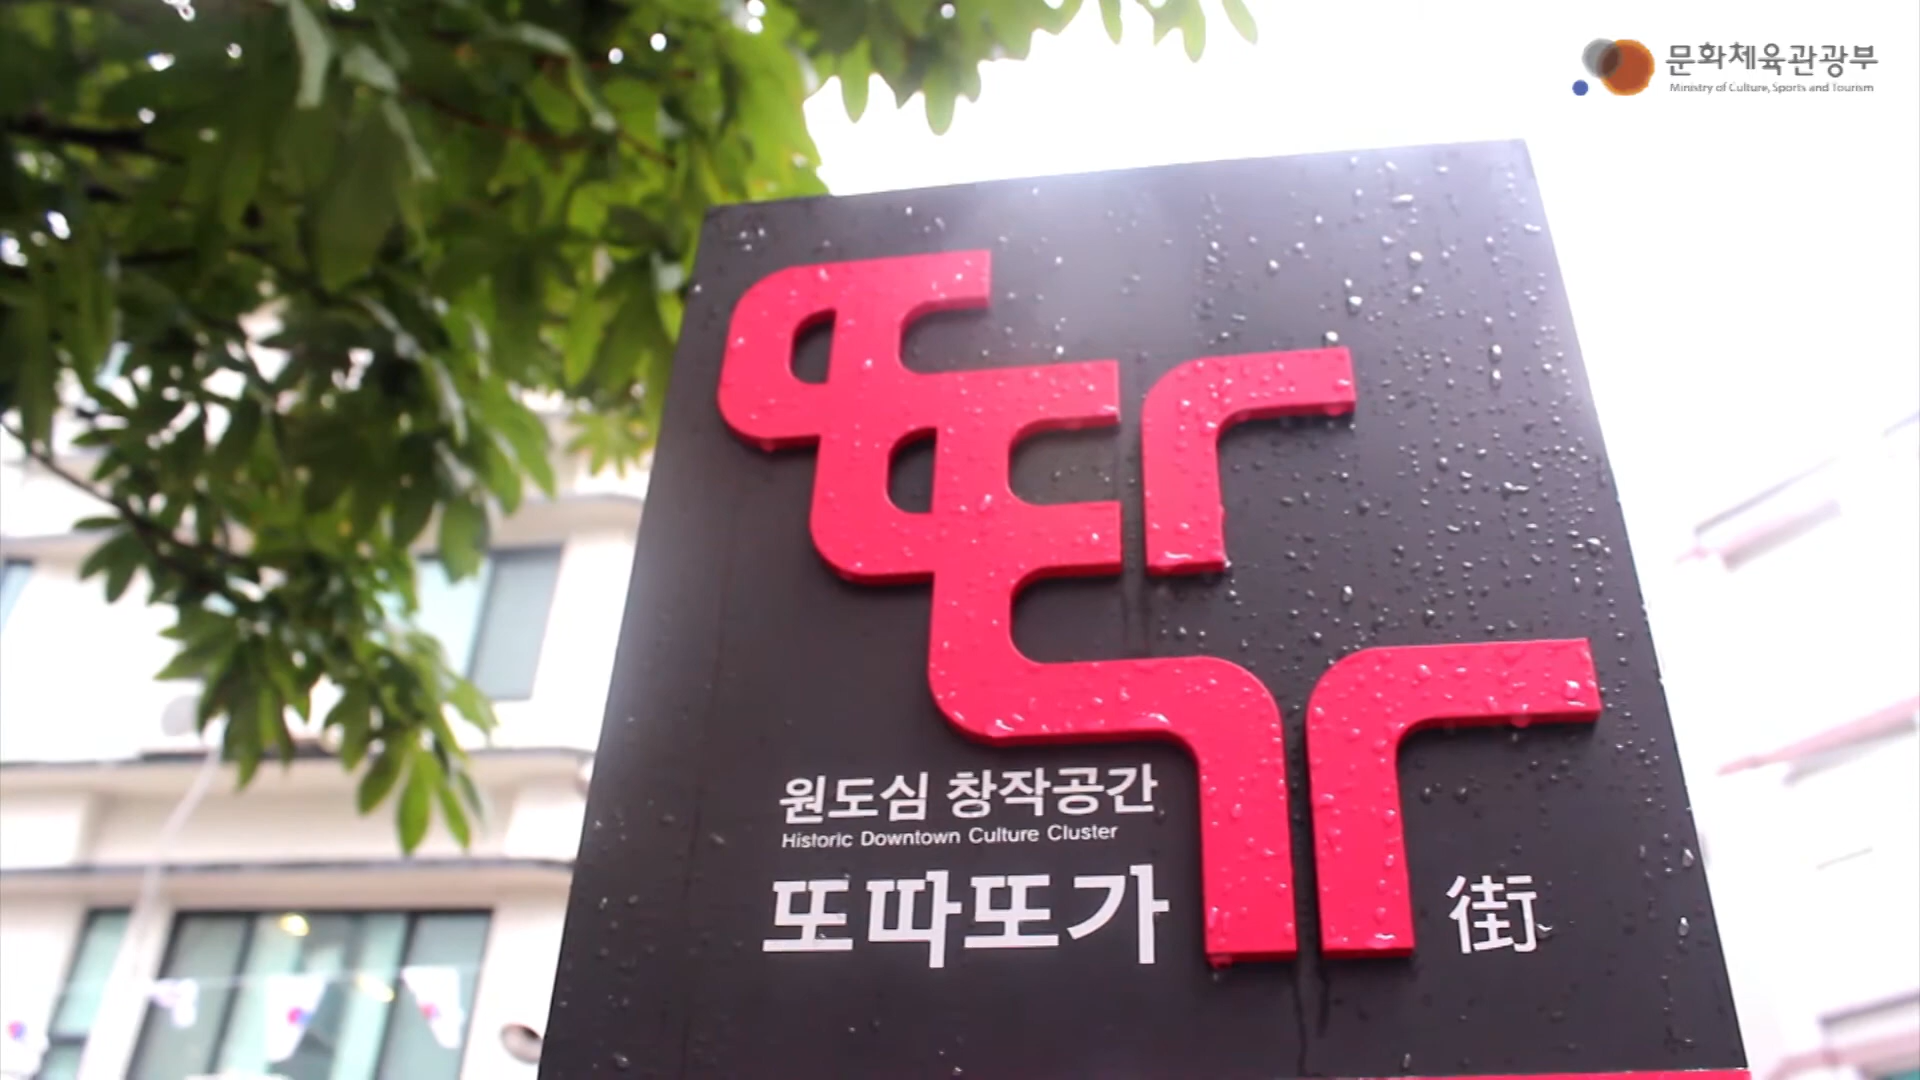 문화체육관광부
Ministry of Culture, Sports and Tourism
원도심 창작공간
Historic Downtown Culture Cluster
또따또가 街